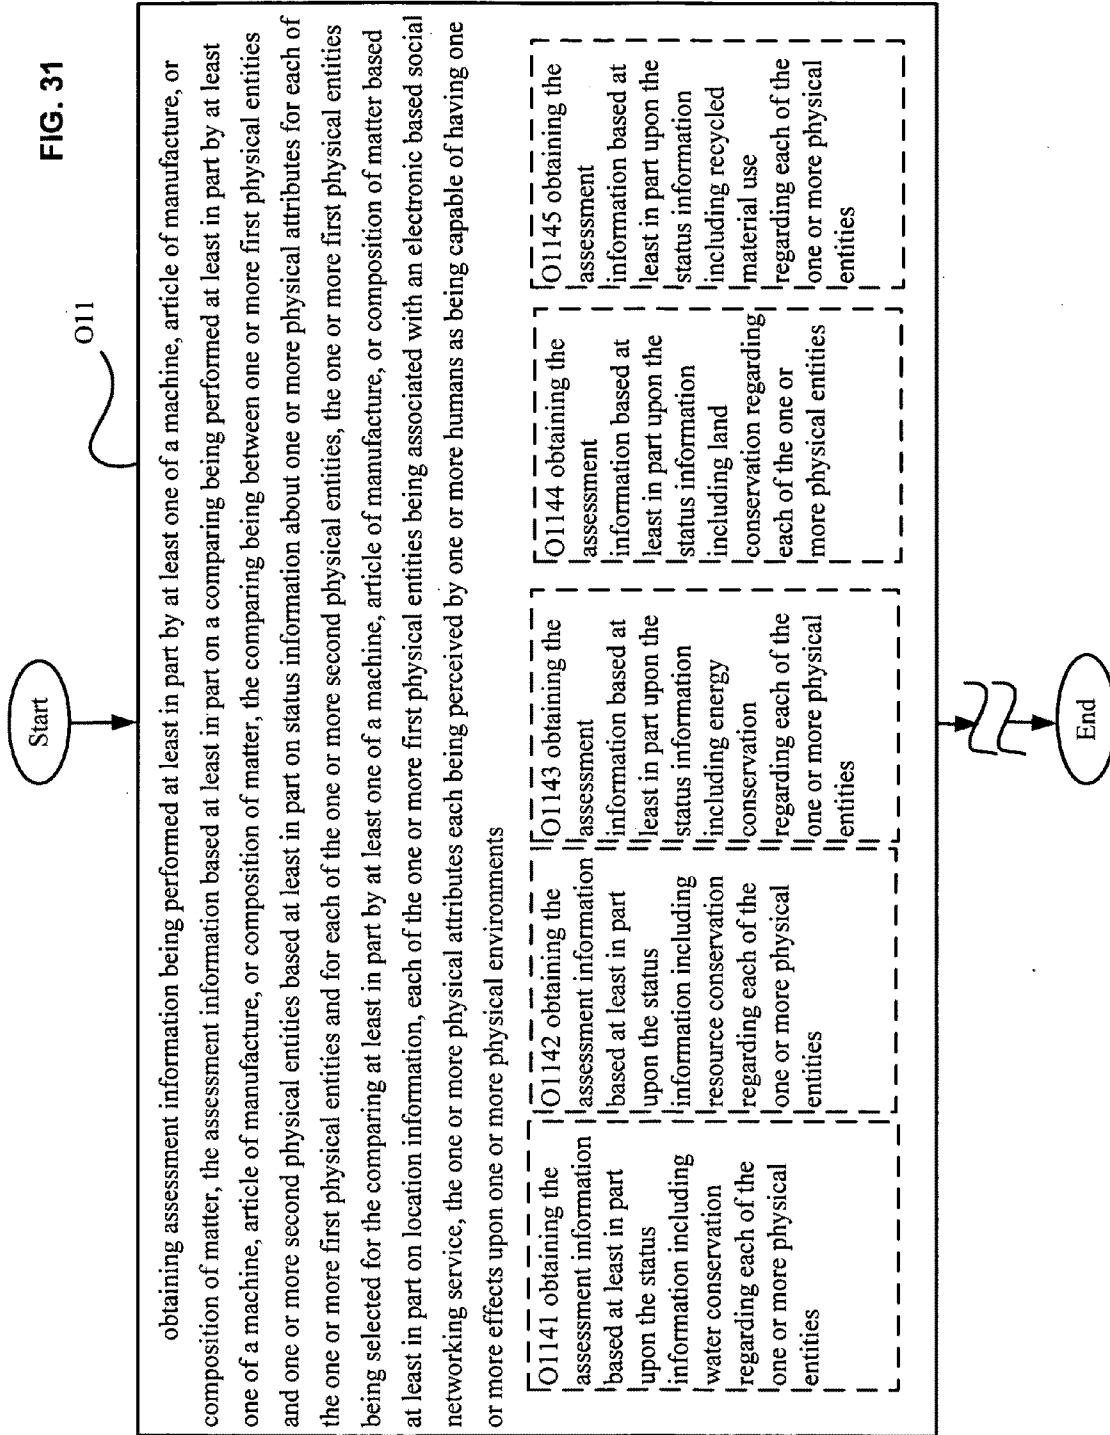 FIG. 31
Start
O11
obtaining assessment information being performed at least in part by at least one of a machine, article of manufacture, or
composition of matter, the assessment information based at least in part on a comparing being performed at least in part by at least
one of a machine, article of manufacture, or composition of matter, the comparing being between one or more first physical entities
and one or more second physical entities based at least in part on status information about one or more physical attributes for each of
the one or more first physical entities and for each of the one or more second physical entities, the one or more first physical entities
being selected for the comparing at least in part by at least one of a machine, article of manufacture, or composition of matter based
at least in part on location information, each of the one or more first physical entities being associated with an electronic based social
networking service, the one or more physical attributes each being perceived by one or more humans as being capable of having one
or more effects upon one or more physical environments
O1141 obtaining the
assessment information
based at least in part
upon the status
information including
water conservation
regarding each of the
one or more physical
entities
O1142 obtaining the
assessment information
based at least in part
upon the status
information including
resource conservation
regarding each of the
one or more physical
entities
O1143 obtaining the
assessment
information based at
least in part upon the
status information
including energy
conservation
regarding each of the
one or more physical
entities
O1144 obtaining the
assessment
information based at
least in part upon the
status information
including land
conservation regarding
each of the one or
more physical entities
O1145 obtaining the
assessment
information based at
least in part upon the
status information
including recycled
material use
regarding each of the
one or more physical
entities
End